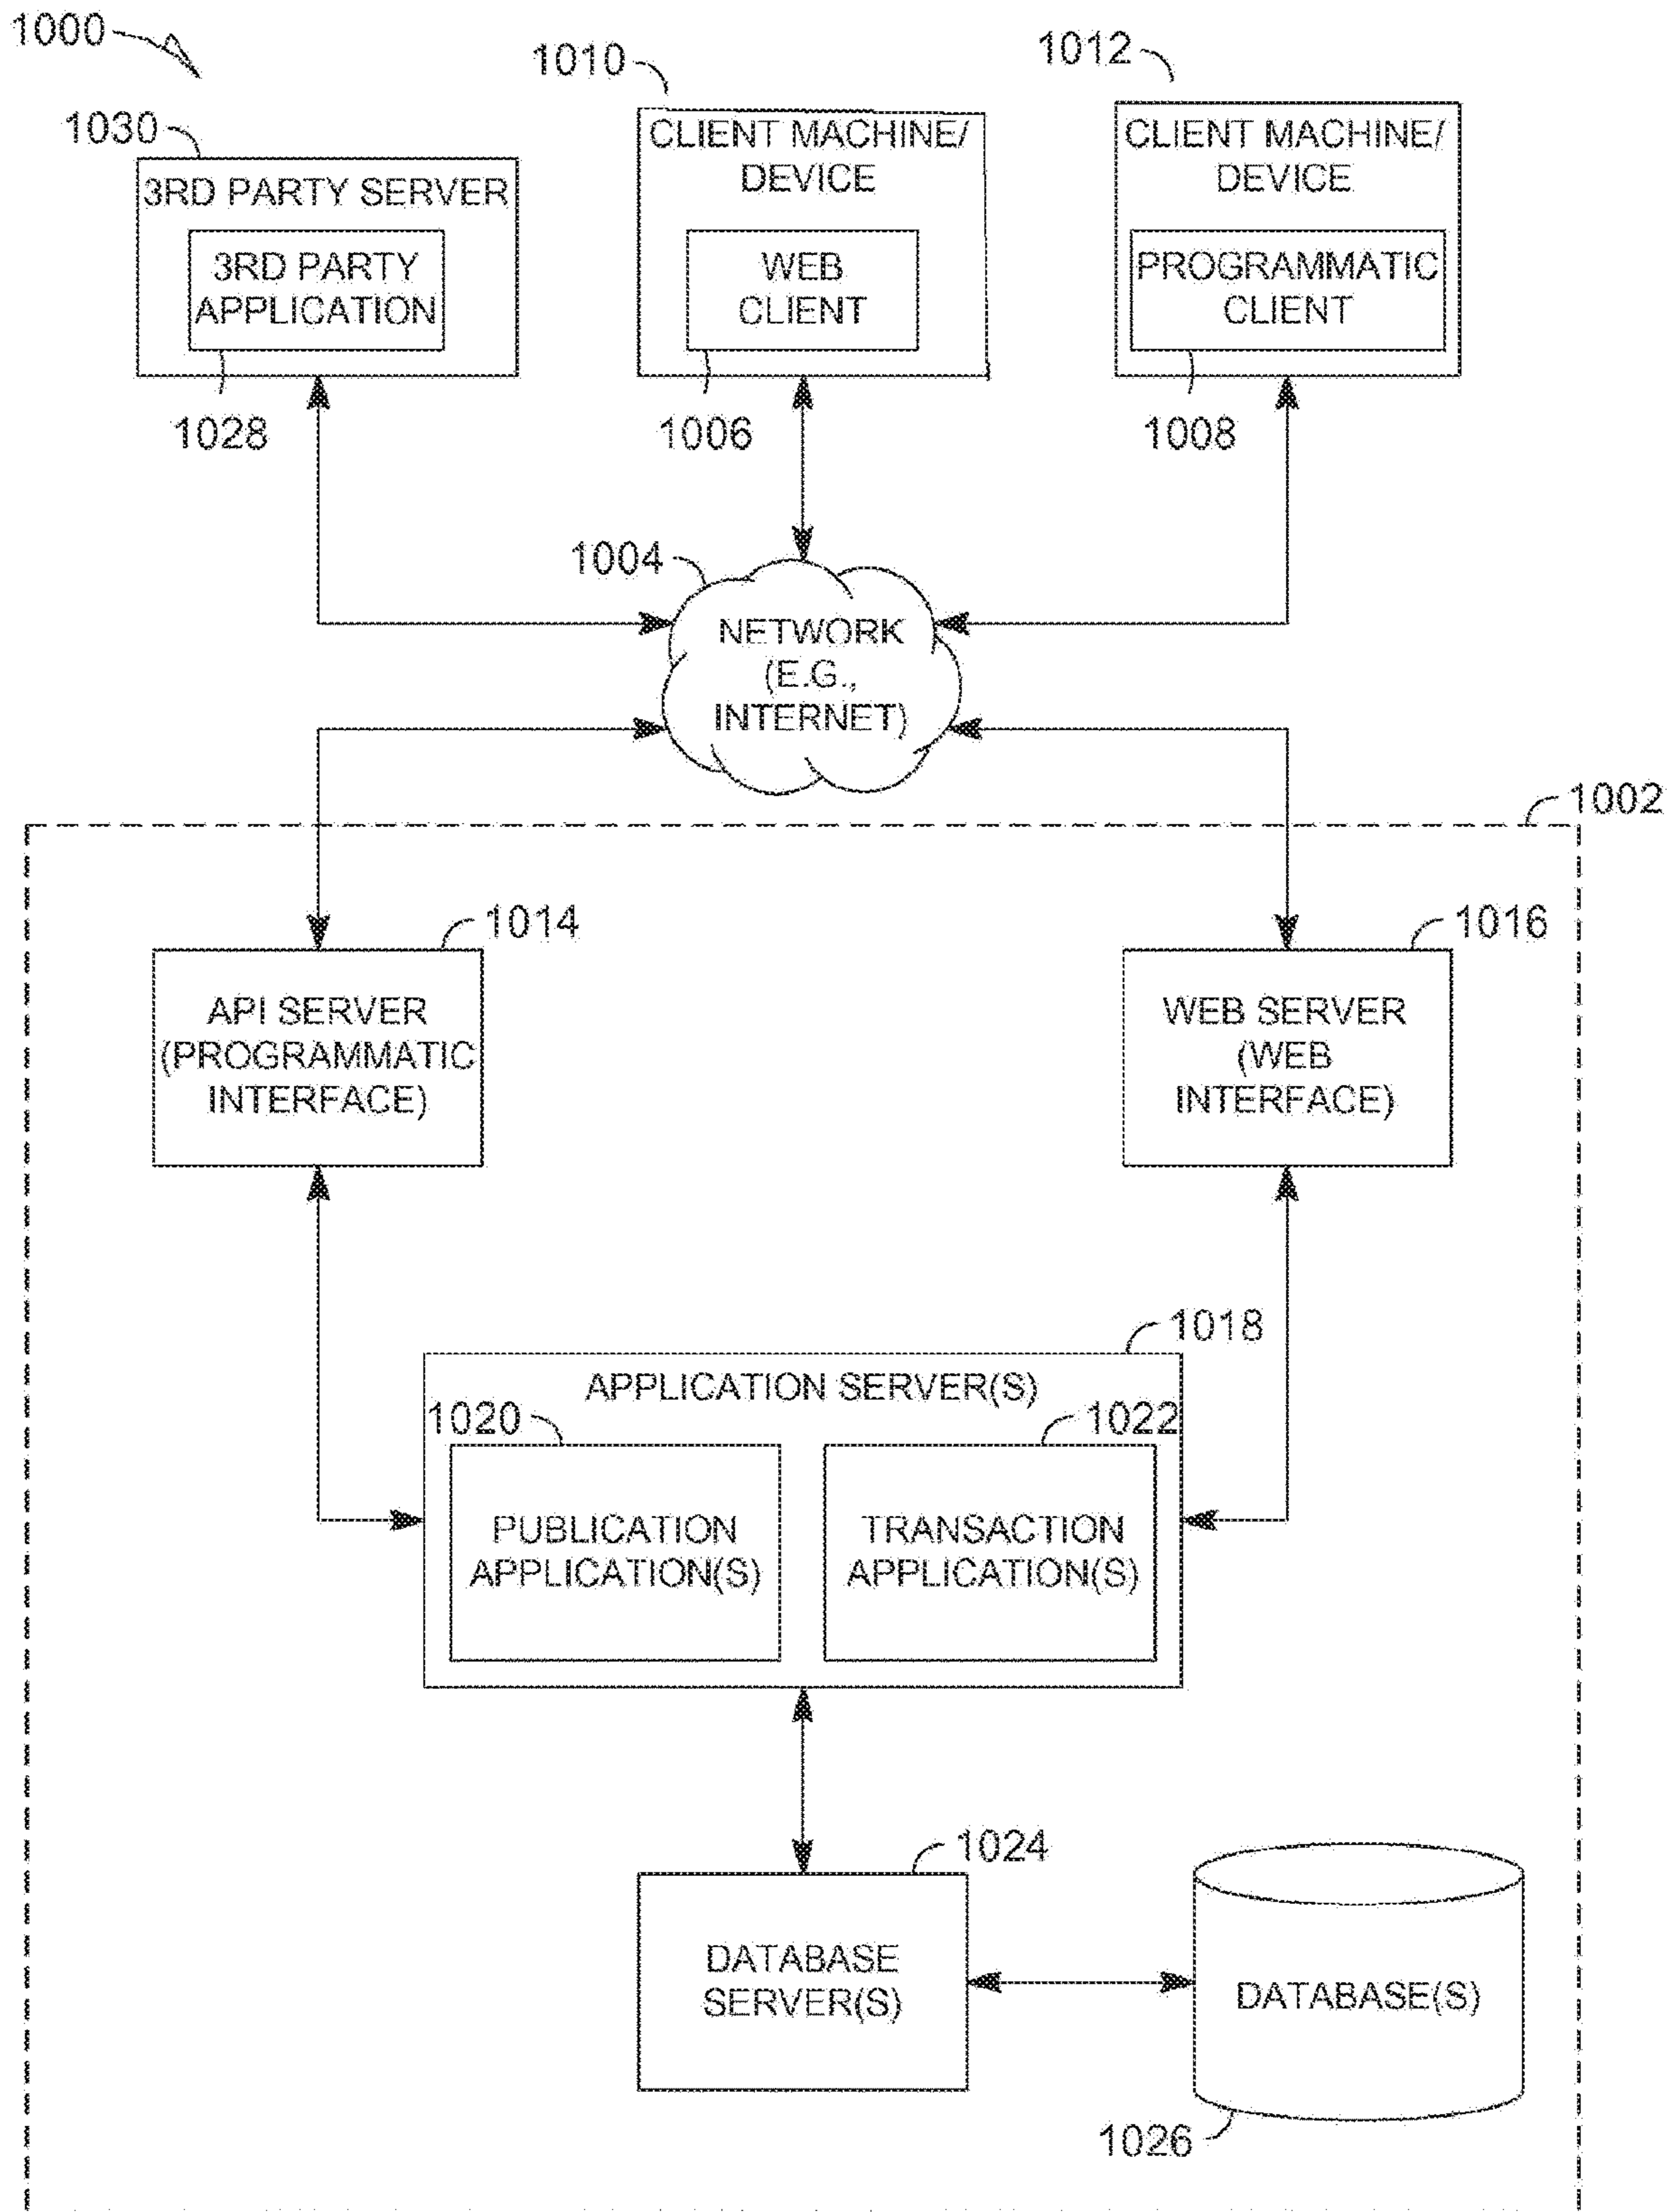 1000
1010
1012
1030
3RD PARTY SERVER
3RD PARTY
APPLICATION
1028
CLIENT MACHINE/
DEVICE
WEB
CLIENT
1006
CLIENT MACHINE/
DEVICE
PROGRAMMATIC
CLIENT
1008
1004
NETWORK
(E.G.,
INTERNET)
1002
1014
API SERVER
(PROGRAMMATIC
INTERFACE)
1016
WEB SERVER
(WEB
INTERFACE)
1018
APPLICATION SERVER(S)
1020
PUBLICATION
APPLICATION(S)
1022
TRANSACTION
APPLICATION(S)
1024
DATABASE
SERVER(S)
DATABASE(S)
1026